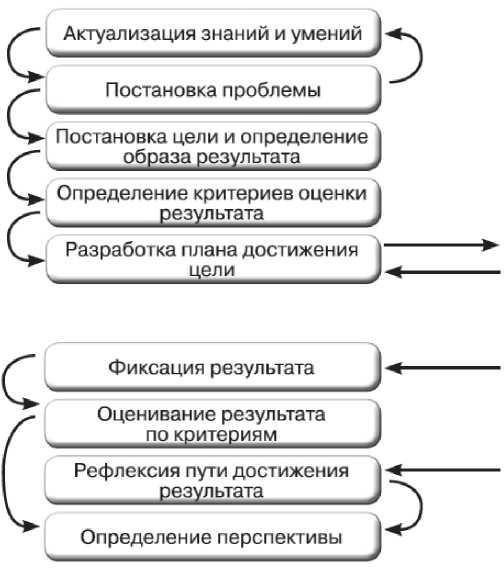 Актуализация знаний и умений
Постановка проблемы
Постановка цели и определение
образа результата
Определение критериев оценки
результата
Разработка плана достижения
цели
Фиксация результата
Оценивание результата
по критериям
Рефлексия пути достижения
результата
Определение перспективы